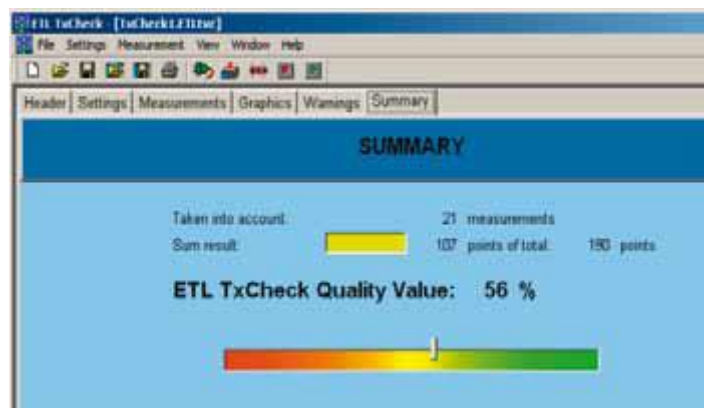 ETL TxCheck - [TxCheck1.ETLtxr]
File Settings Measurement View Window Help
Header Settings Measurements Graphics Warnings Summary
SUMMARY
Taken into account: 21 measurements
Sum result: 107 points of total: 190 points
ETL TxCheck Quality Value: 56 %